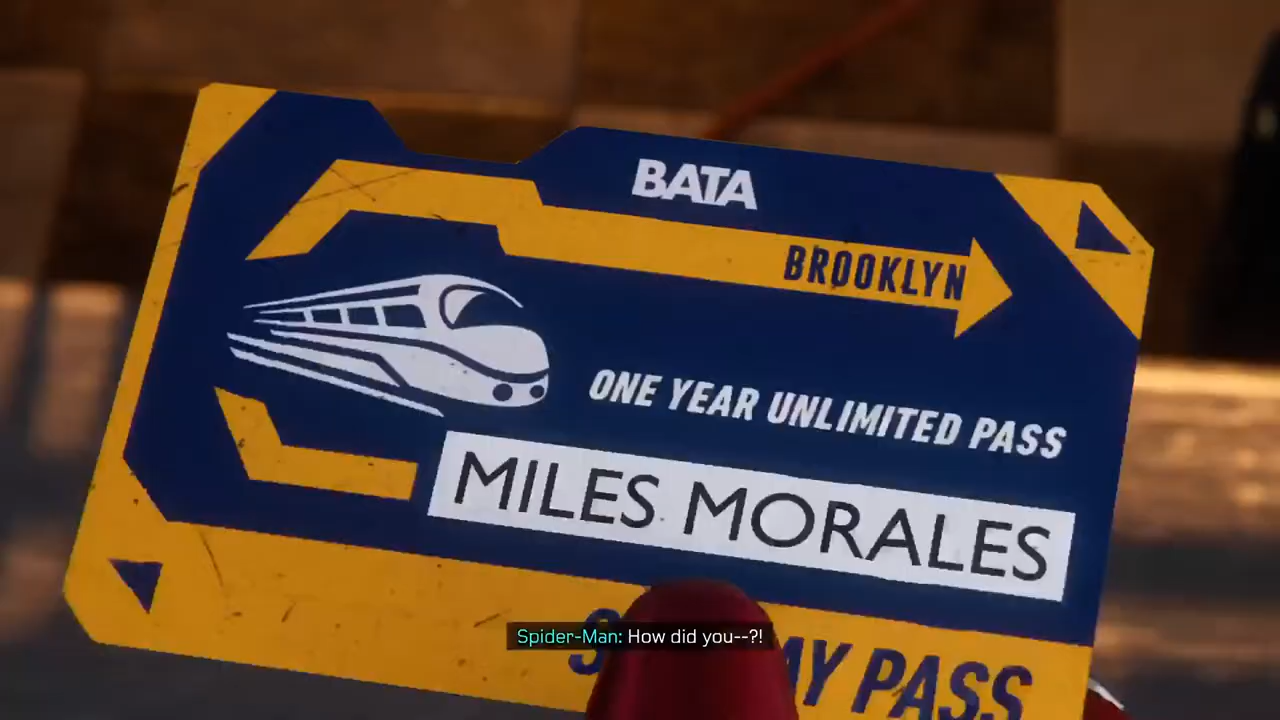 BATA
BROOKLYN
ONE YEAR UNLIMITED PASS
MILES MORALES
Spider-Man: How did you--?!
PASS